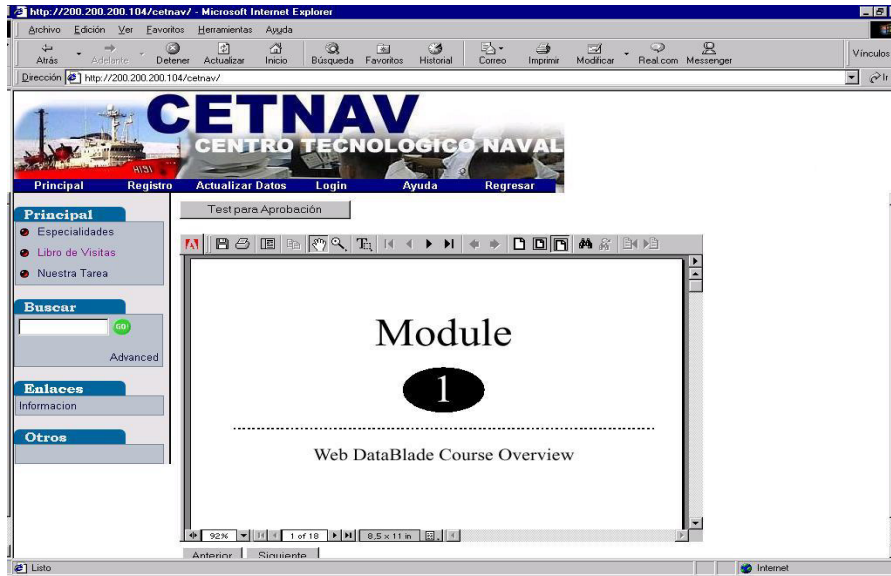 http://200.200.200.104/cetnav/ - Microsoft Internet Explorer
Archivo Edición Ver Favoritos Herramientas Ayuda
Atrás Adelante Detener Actualizar Inicio Búsqueda Favoritos Historial Correo Imprimir Modificar Real.com Messenger Vínculos
Dirección http://200.200.200.104/cetnav/ Ir
CETNAV
CENTRO TECNOLOGICO NAVAL
HI51
Principal Registro Actualizar Datos Login Ayuda Regresar
Principal
Especialidades
Libro de Visitas
Nuestra Tarea
Buscar
GO!
Advanced
Enlaces
Informacion
Otros
Test para Aprobación
Module
1
Web DataBlade Course Overview
92% 1 of 18 8,5 x 11 in
Anterior Siguiente
Listo Internet